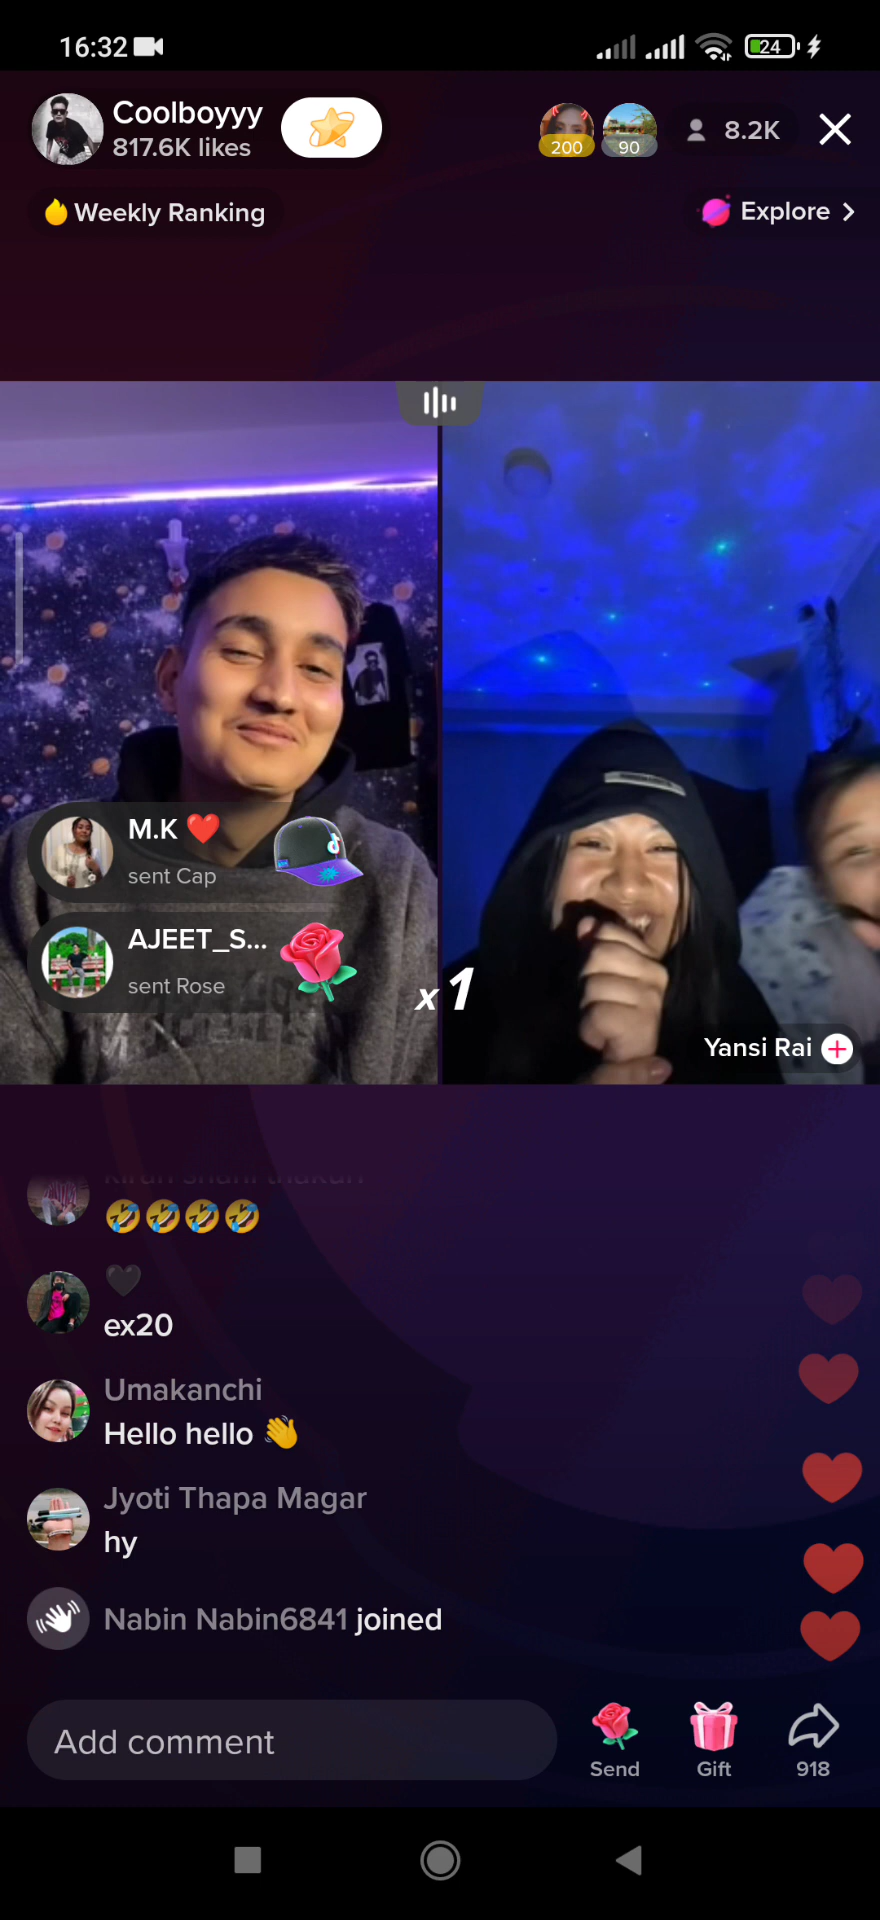 16:32
24
Coolboyyy
817.6K likes
200
90
8.2K
Weekly Ranking
Explore
M.K ❤️
sent Cap
AJEET_S...
sent Rose
x1
Yansi Rai
🤣🤣🤣🤣
🖤
ex20
Umakanchi
Hello hello 👋
Jyoti Thapa Magar
hy
Nabin Nabin6841 joined
Add comment
Send
Gift
918